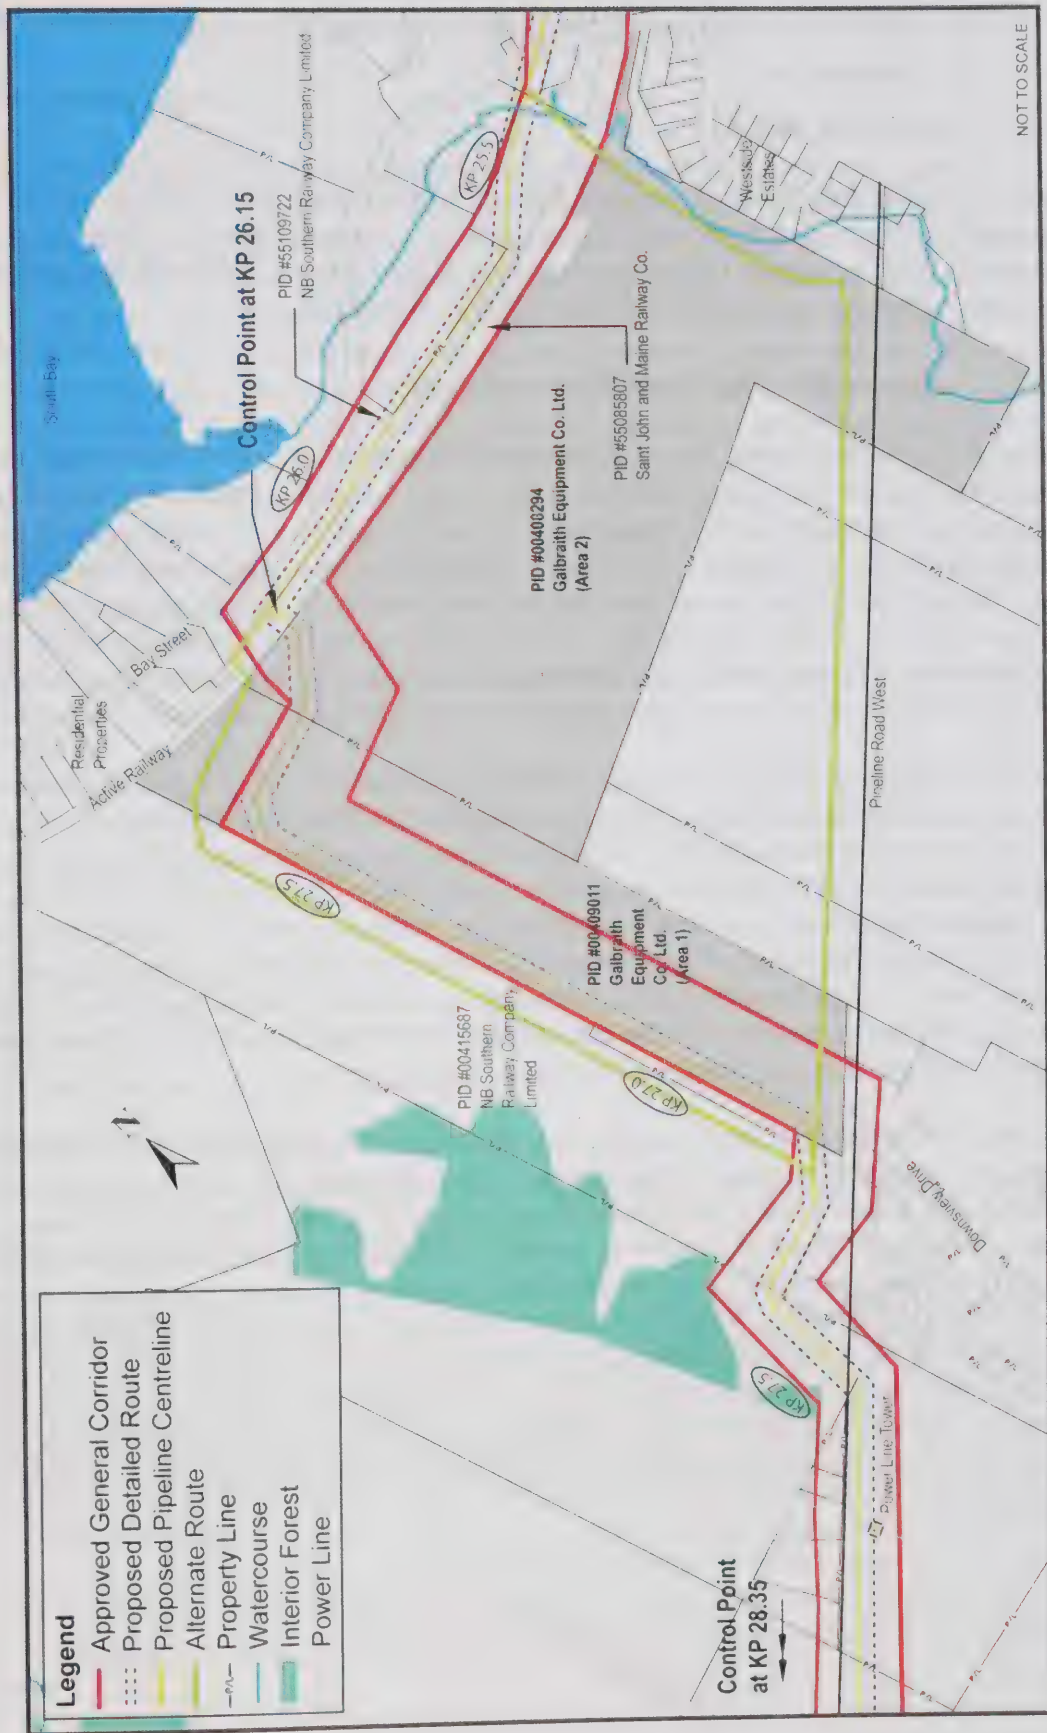 Legend
Approved General Corridor
Proposed Detailed Route
Proposed Pipeline Centreline
Alternate Route
P/L Property Line
Watercourse
Interior Forest
Power Line
South Bay
Control Point at KP 26.15
PID #55109722
NB Southern Railway Company Limited
KP 25.5
KP 26.0
Residential
Properties
Bay Street
Active Railway
PID #55085807
Saint John and Maine Railway Co.
PID #00408294
Galbraith Equipment Co. Ltd.
(Area 2)
Westside
Estates
KP 27.5
PID #00409011
Galbraith
Equipment
Co. Ltd.
(Area 1)
PID #00415687
NB Southern
Railway Company
Limited
KP 27.0
Pipeline Road West
Downsview Drive
KP 27.5
Power Line Tower
Control Point
at KP 28.35
P/L
P/L
P/L
P/L
P/L
P/L
P/L
P/L
P/L
P/L
P/L
P/L
NOT TO SCALE